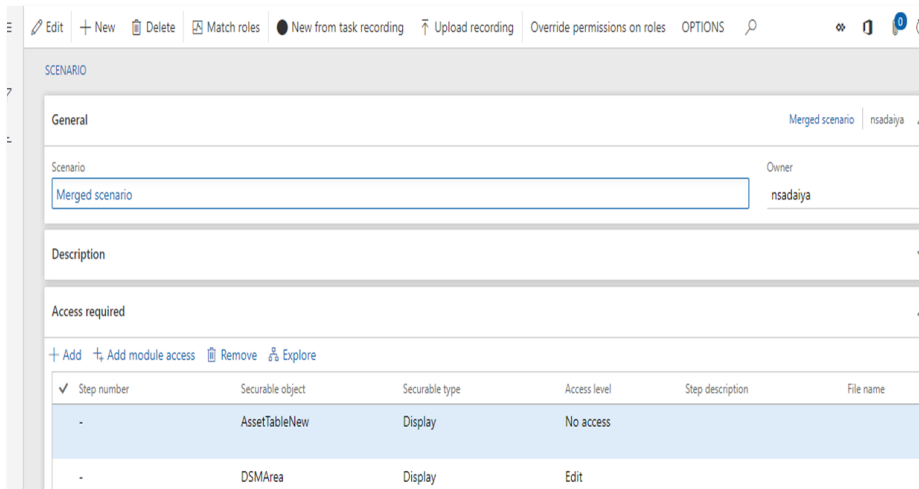 Edit New Delete Match roles New from task recording Upload recording Override permissions on roles OPTIONS 0
SCENARIO
General Merged scenario nsadaiya
Scenario Owner
Merged scenario nsadaiya
Description
Access required
Add Add module access Remove Explore
Step number Securable object Securable type Access level Step description File name
- AssetTableNew Display No access
- DSMArea Display Edit